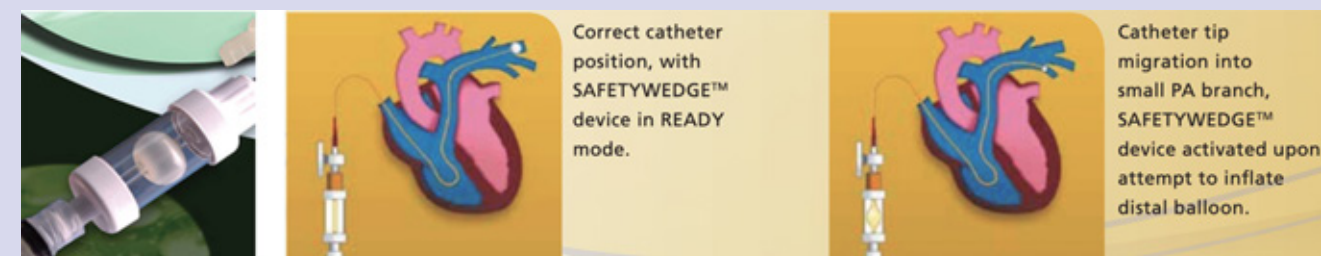 Correct catheter
position, with
SAFETYWEDGE™
device in READY
mode.
Catheter tip
migration into
small PA branch,
SAFETYWEDGE™
device activated upon
attempt to inflate
distal balloon.